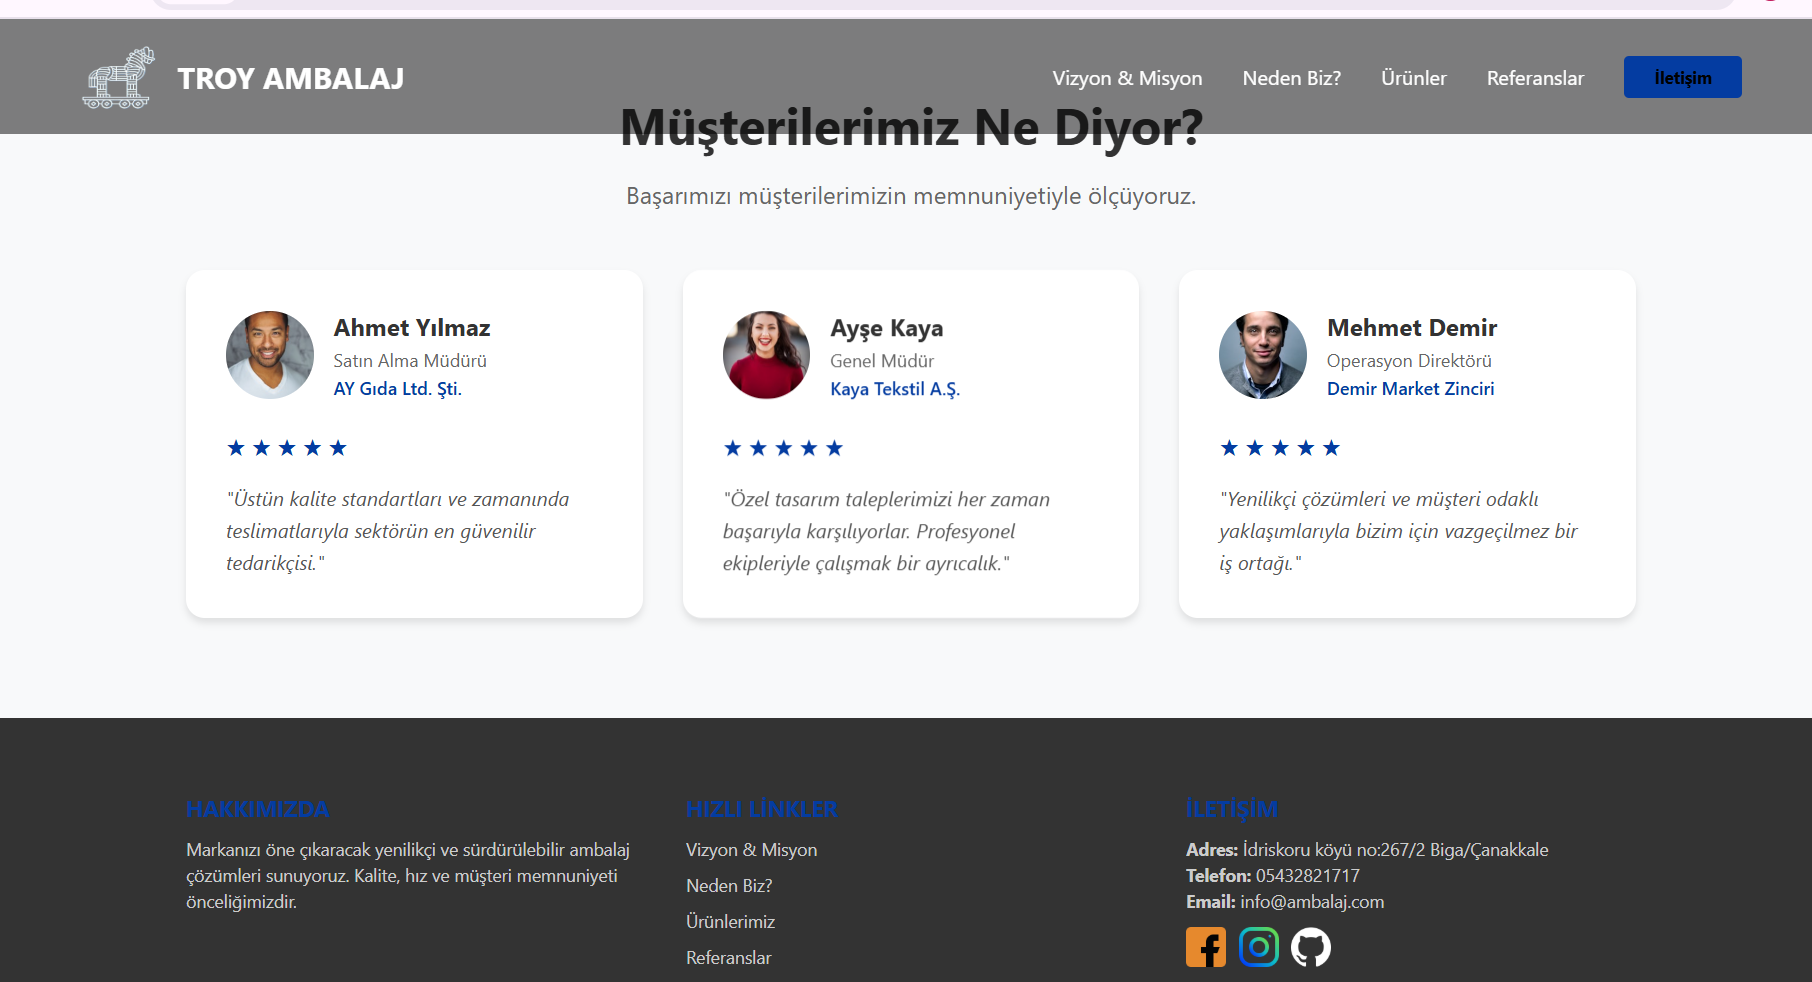 TROY AMBALAJ
Vizyon & Misyon
Neden Biz?
Ürünler
Referanslar
İletişim
Müşterilerimiz Ne Diyor?
Başarımızı müşterilerimizin memnuniyetiyle ölçüyoruz.
Ahmet Yılmaz
Satın Alma Müdürü
AY Gıda Ltd. Şti.
★ ★ ★ ★ ★
"Üstün kalite standartları ve zamanında
teslimatlarıyla sektörün en güvenilir
tedarikçisi."
Ayşe Kaya
Genel Müdür
Kaya Tekstil A.Ş.
★ ★ ★ ★ ★
"Özel tasarım taleplerimizi her zaman
başarıyla karşılıyorlar. Profesyonel
ekipleriyle çalışmak bir ayrıcalık."
Mehmet Demir
Operasyon Direktörü
Demir Market Zinciri
★ ★ ★ ★ ★
"Yenilikçi çözümleri ve müşteri odaklı
yaklaşımlarıyla bizim için vazgeçilmez bir
iş ortağı."
HAKKIMIZDA
Markanızı öne çıkaracak yenilikçi ve sürdürülebilir ambalaj
çözümleri sunuyoruz. Kalite, hız ve müşteri memnuniyeti
önceliğimizdir.
HIZLI LİNKLER
Vizyon & Misyon
Neden Biz?
Ürünlerimiz
Referanslar
İLETİŞİM
Adres: İdriskoru köyü no:267/2 Biga/Çanakkale
Telefon: 05432821717
Email: info@ambalaj.com